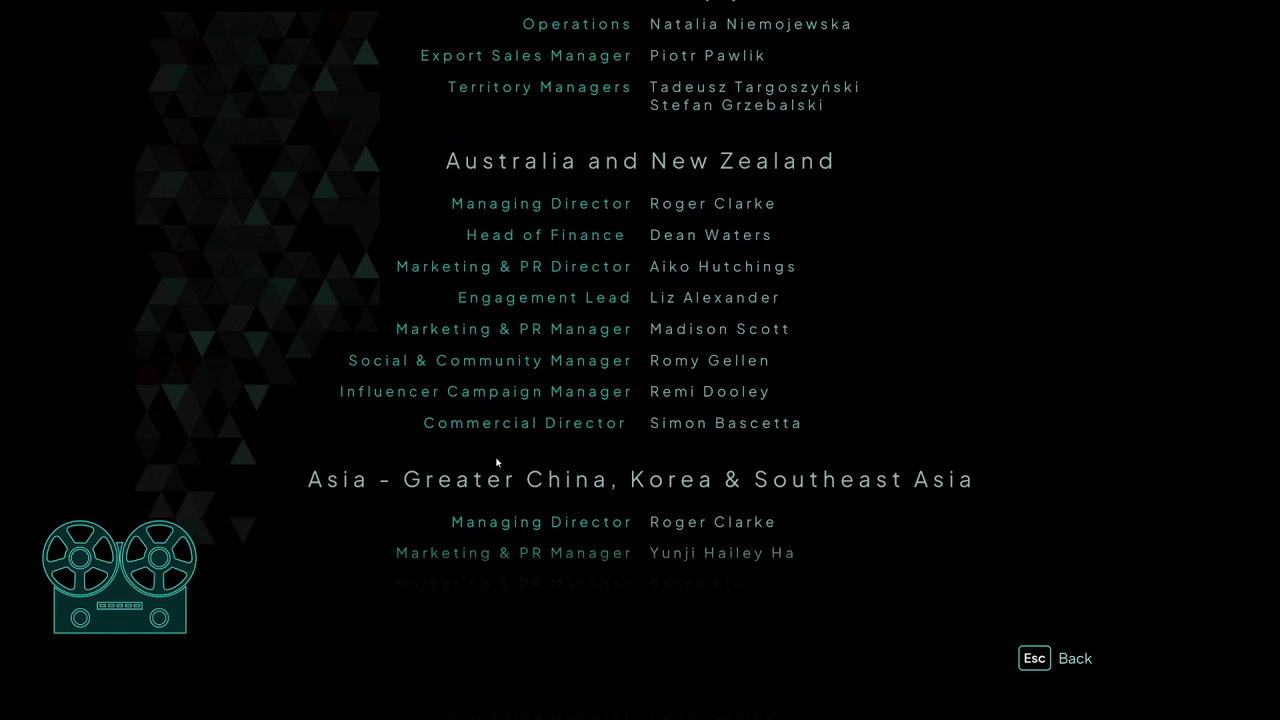 Operations Natalia Niemojewska
Export Sales Manager Piotr Pawlik
Territory Managers Tadeusz Targoszyński
Stefan Grzebalski
Australia and New Zealand
Managing Director Roger Clarke
Head of Finance Dean Waters
Marketing & PR Director Aiko Hutchings
Engagement Lead Liz Alexander
Marketing & PR Manager Madison Scott
Social & Community Manager Romy Gellen
Influencer Campaign Manager Remi Dooley
Commercial Director Simon Bascetta
Asia - Greater China, Korea & Southeast Asia
Managing Director Roger Clarke
Marketing & PR Manager Yunji Hailey Ha
Marketing & PR Manager
Esc Back